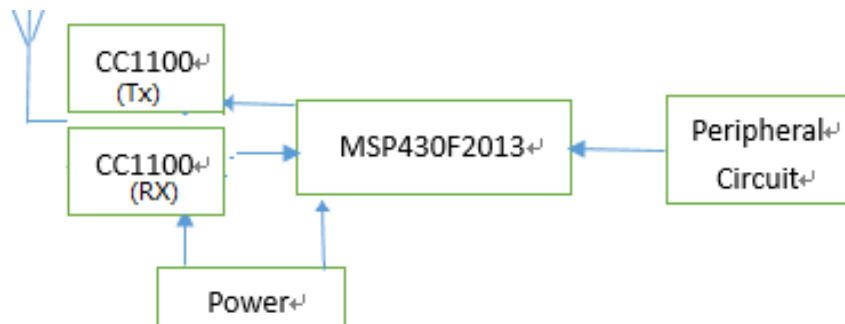 CC1100↵
(Tx)
CC1100↵
(RX)
MSP430F2013↵
Peripheral↵
Circuit↵
Power↵